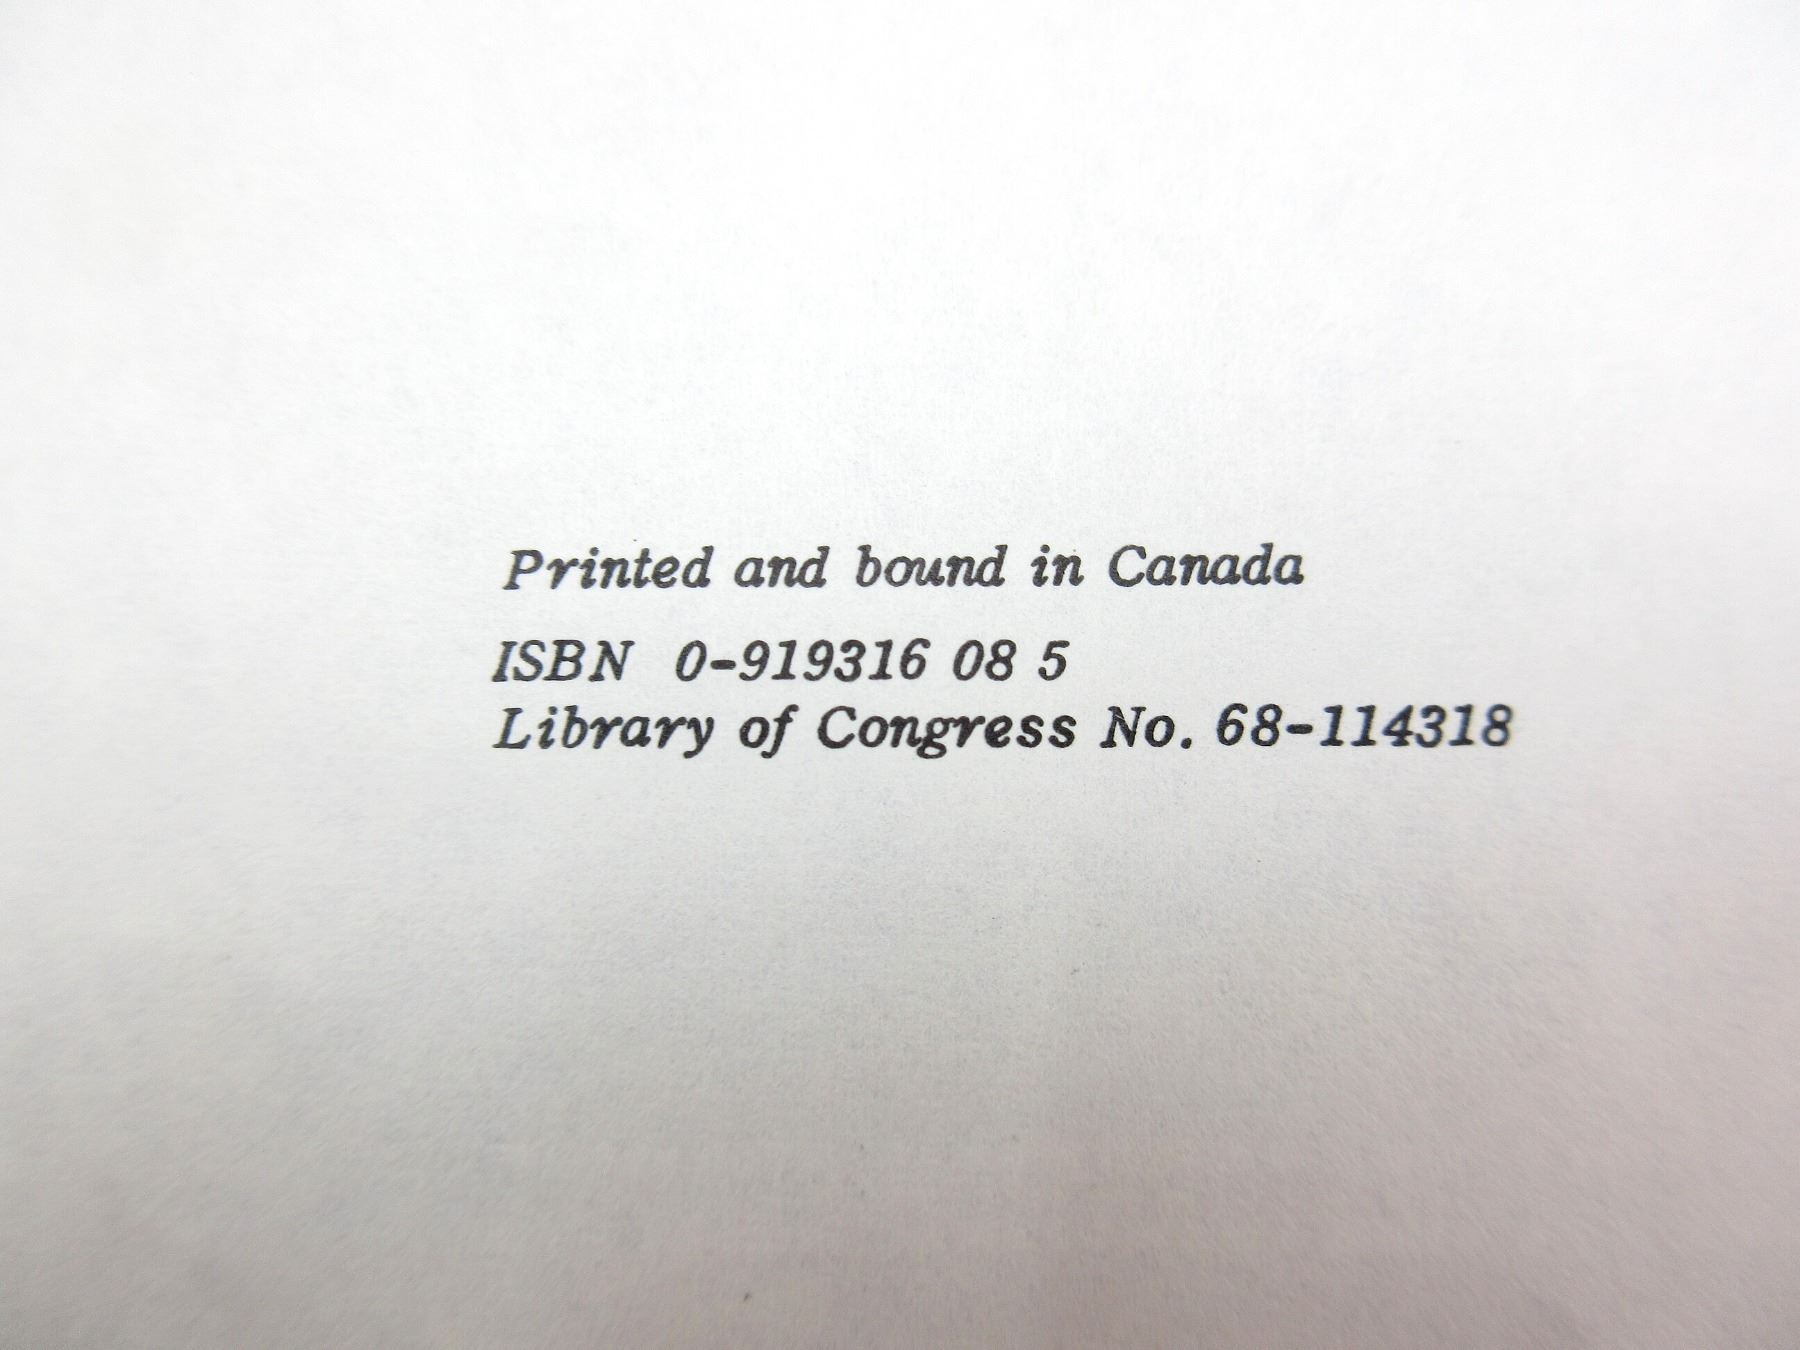 Printed and bound in Canada
ISBN 0-919316 08 5
Library of Congress No. 68-114318